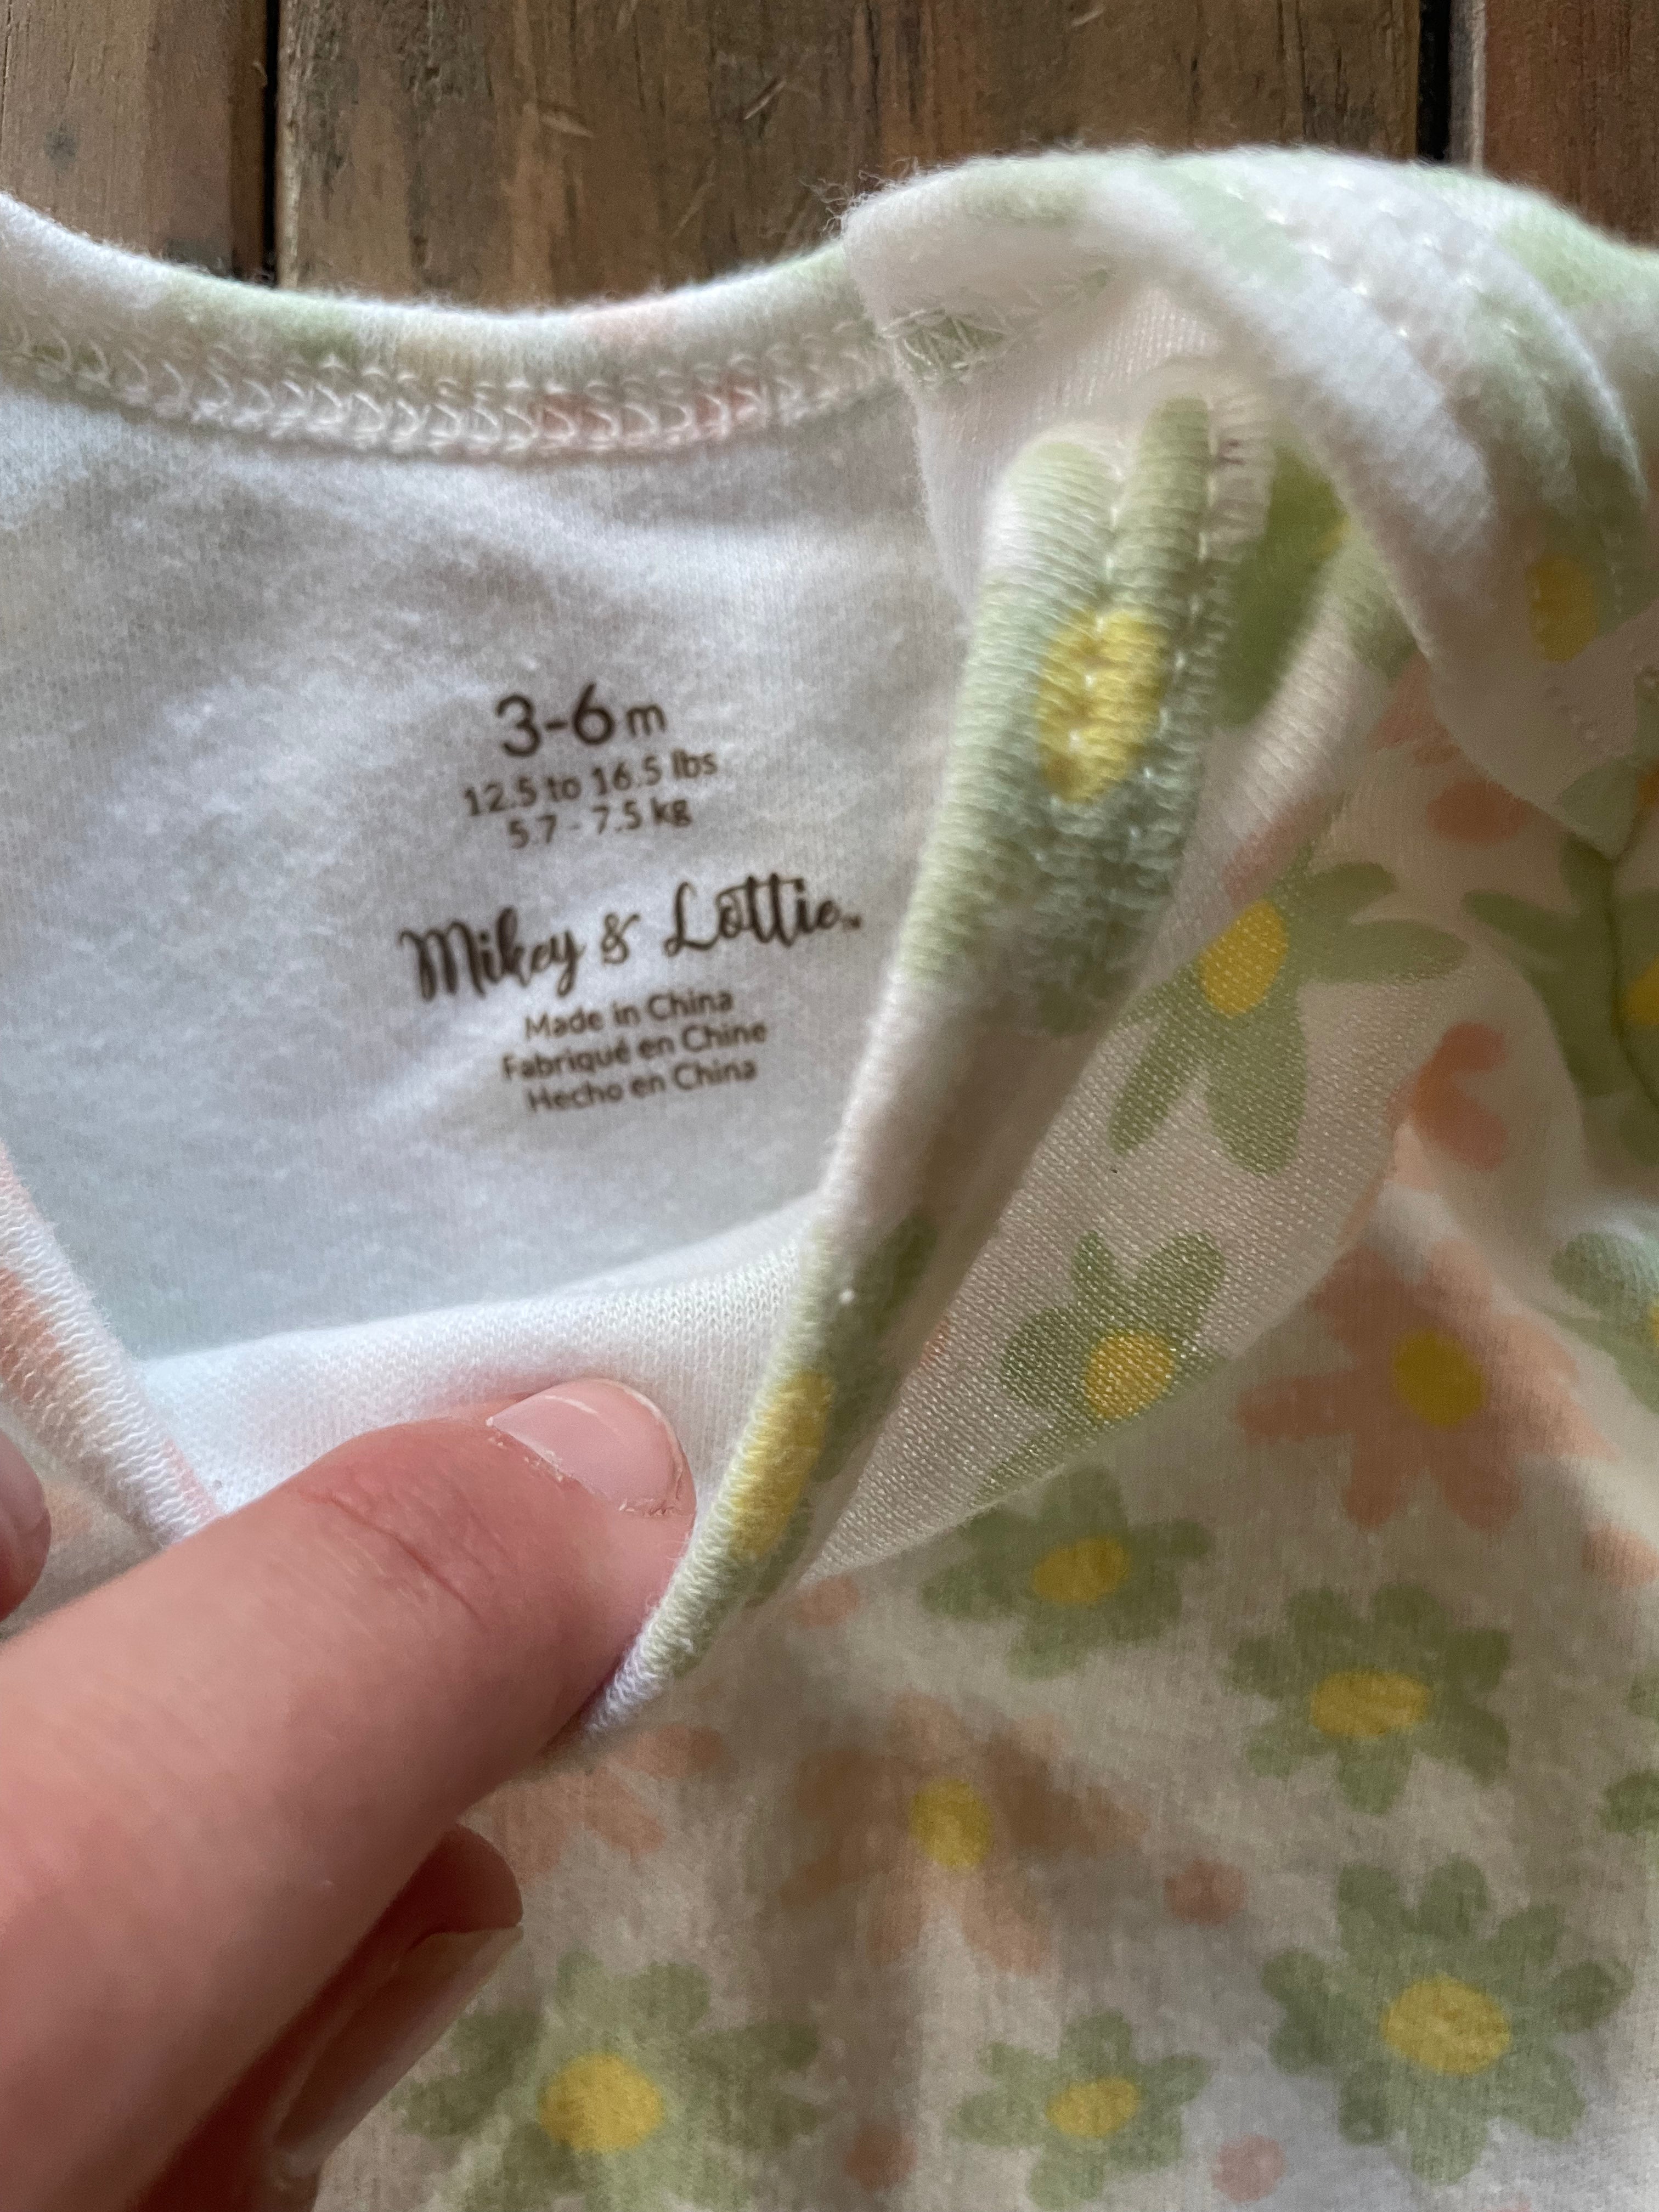 3-6m
12.5 to 16.5 lbs
5.7 - 7.5 kg
Mikey & Lottie™
Made in China
Fabriqué en Chine
Hecho en China